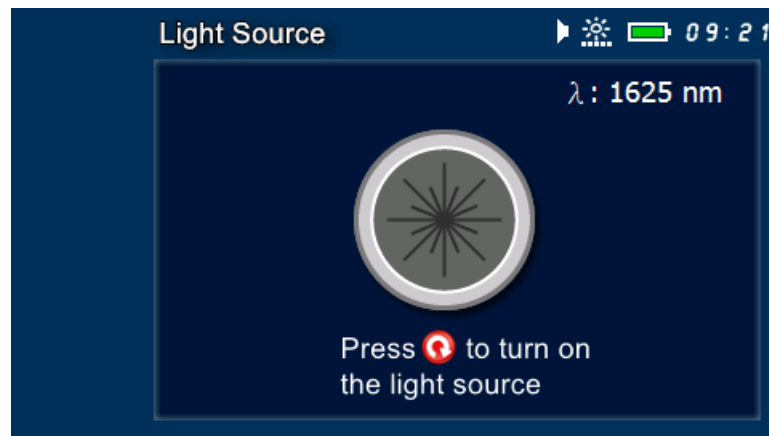 Light Source
09:21
λ: 1625 nm
Press to turn on
the light source